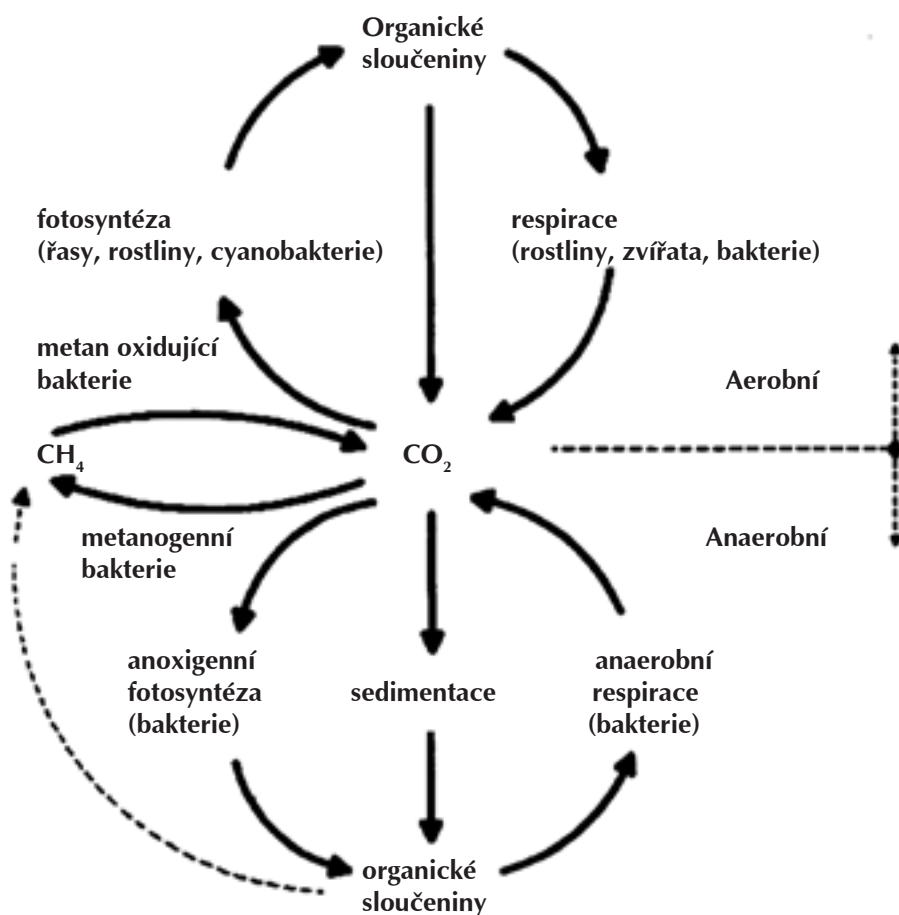 Organické
sloučeniny
fotosyntéza
(řasy, rostliny, cyanobakterie)
respirace
(rostliny, zvířata, bakterie)
metan oxidující
bakterie
Aerobní
CH₄
CO₂
metanogenní
bakterie
Anaerobní
anoxigenní
fotosyntéza
(bakterie)
sedimentace
anaerobní
respirace
(bakterie)
organické
sloučeniny